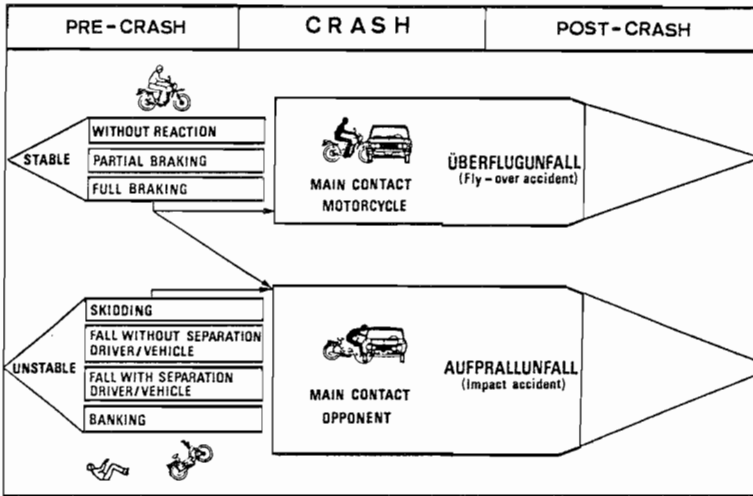 PRE-CRASH
CRASH
POST-CRASH
STABLE
WITHOUT REACTION
PARTIAL BRAKING
FULL BRAKING
MAIN CONTACT
MOTORCYCLE
ÜBERFLUGUNFALL
(Fly-over accident)
UNSTABLE
SKIDDING
FALL WITHOUT SEPARATION
DRIVER/VEHICLE
FALL WITH SEPARATION
DRIVER/VEHICLE
BANKING
MAIN CONTACT
OPPONENT
AUFPRALLUNFALL
(Impact accident)